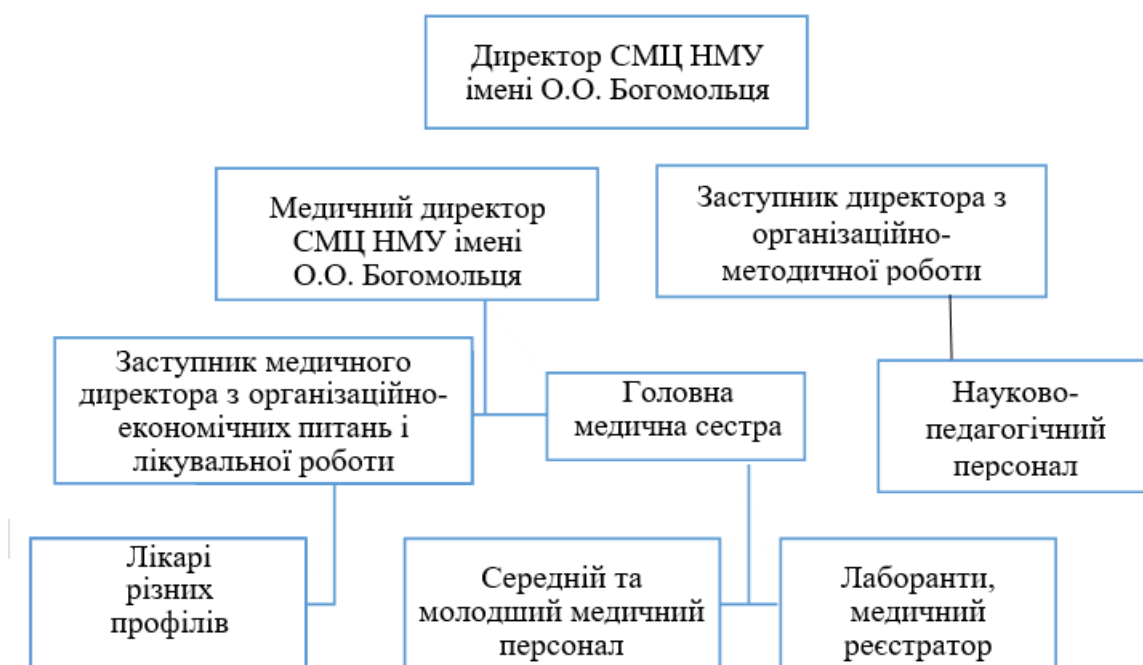 Директор СМЦ НМУ
імені О.О. Богомольця
Медичний директор
СМЦ НМУ імені
О.О. Богомольця
Заступник директора з
організаційно-
методичної роботи
Заступник медичного
директора з організаційно-
економічних питань і
лікувальної роботи
Головна
медична сестра
Науково-
педагогічний
персонал
Лікарі
різних
профілів
Середній та
молодший медичний
персонал
Лаборанти,
медичний
реєстратор